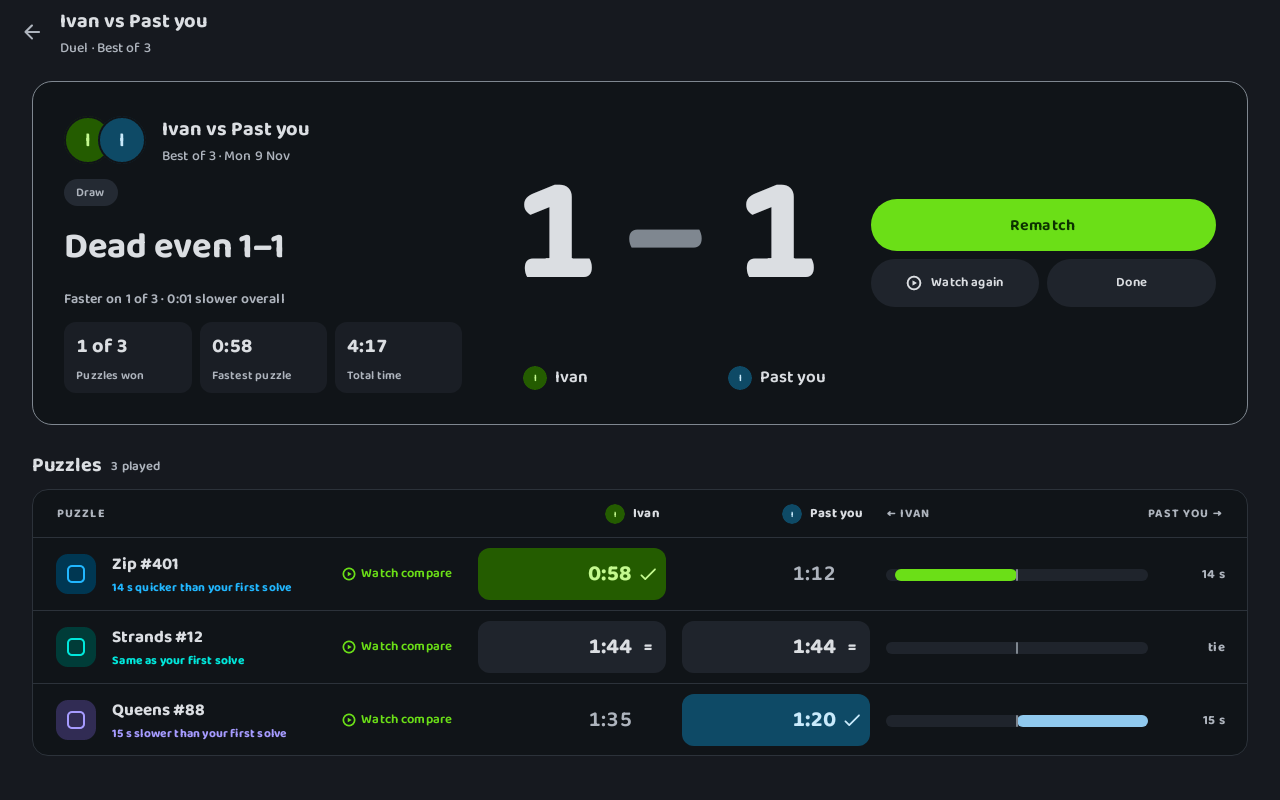 Ivan vs Past you
Duel · Best of 3
I I
Ivan vs Past you
Best of 3 · Mon 9 Nov
Draw
Dead even 1–1
Faster on 1 of 3 · 0:01 slower overall
1 of 3
Puzzles won
0:58
Fastest puzzle
4:17
Total time
1 – 1
I Ivan
I Past you
Rematch
Watch again
Done
Puzzles 3 played
PUZZLE I Ivan I Past you ← IVAN PAST YOU →
Zip #401
14 s quicker than your first solve
Watch compare
0:58 ✓
1:12
14 s
Strands #12
Same as your first solve
Watch compare
1:44 =
1:44 =
tie
Queens #88
15 s slower than your first solve
Watch compare
1:35
1:20 ✓
15 s